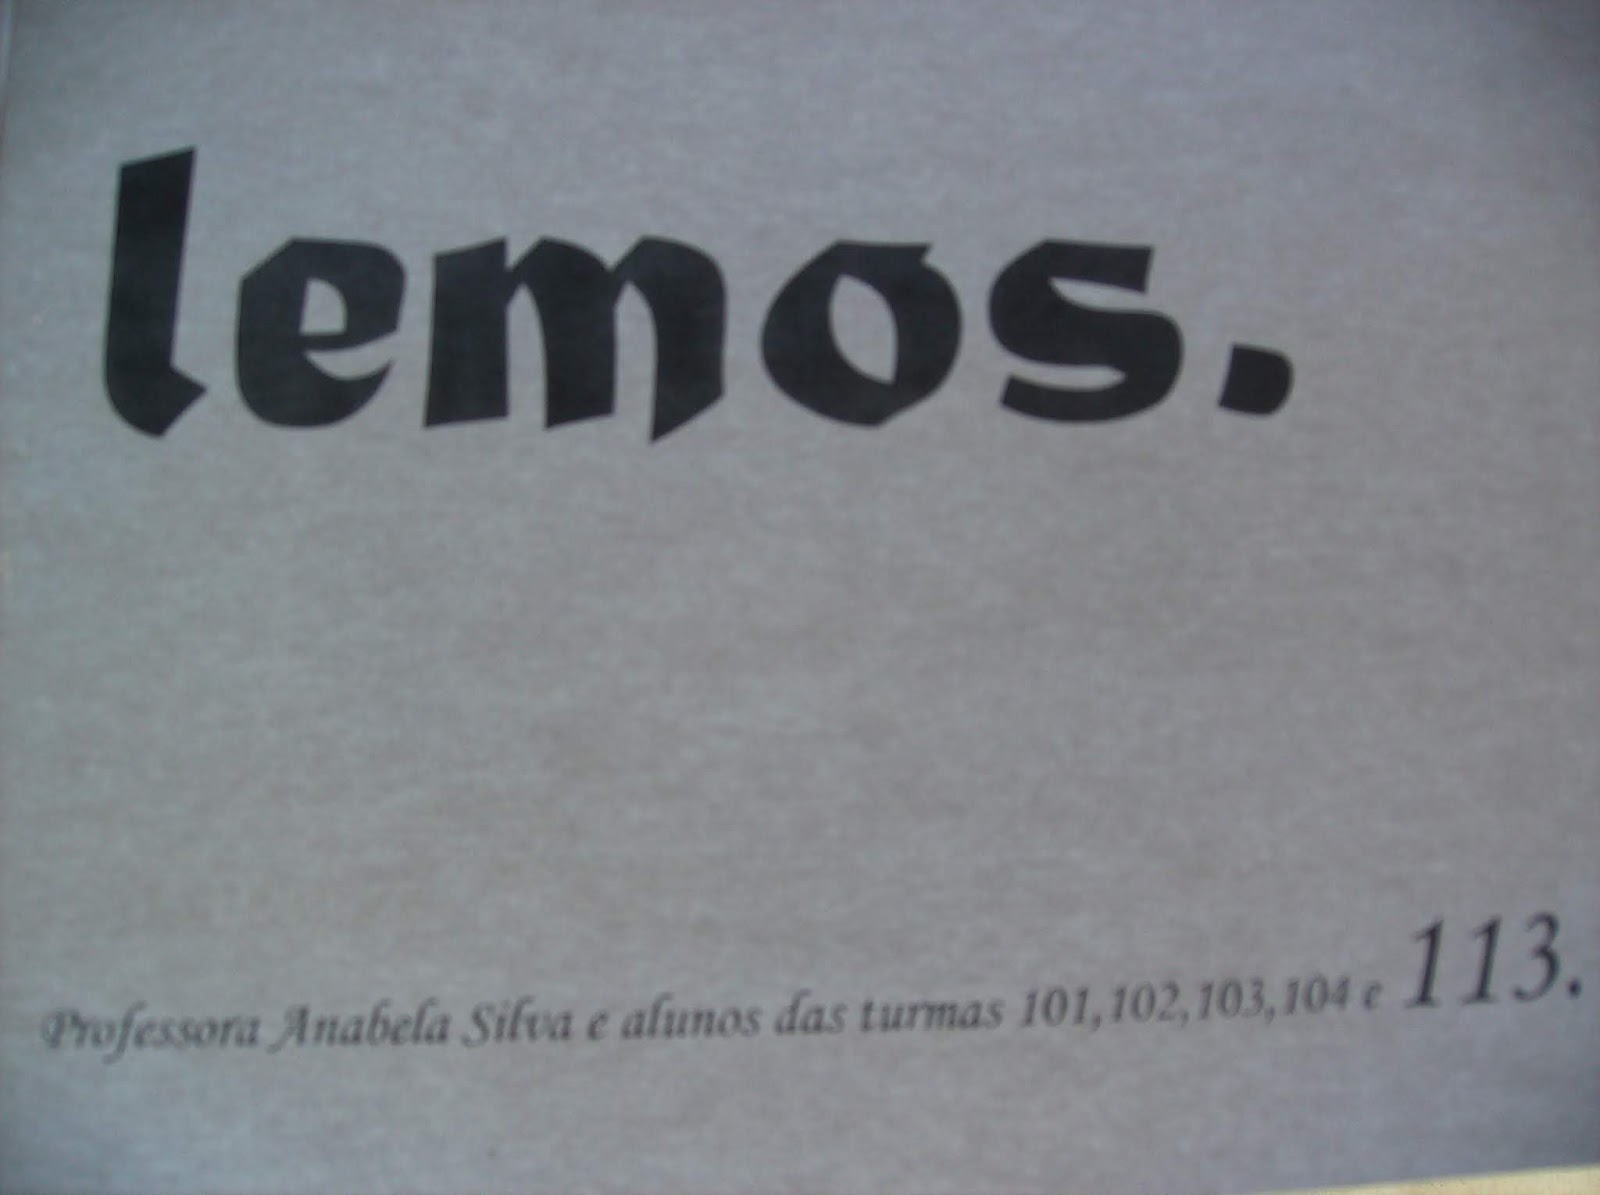 lemos.
Professora Anabela Silva e alunos das turmas 101,102,103,104 e 113.